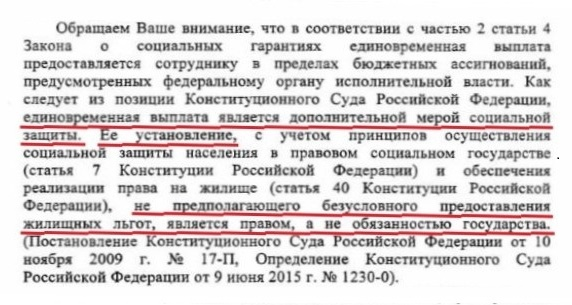 Обращаем Ваше внимание, что в соответствии с частью 2 статьи 4
Закона о социальных гарантиях единовременная выплата
предоставляется сотруднику в пределах бюджетных ассигнований,
предусмотренных федеральному органу исполнительной власти. Как
следует из позиции Конституционного Суда Российской Федерации,
единовременная выплата является дополнительной мерой социальной
защиты. Ее установление, с учетом принципов осуществления
социальной защиты населения в правовом социальном государстве
(статья 7 Конституции Российской Федерации) и обеспечения
реализации права на жилище (статья 40 Конституции Российской
Федерации), не предполагающего безусловного предоставления
жилищных льгот, является правом, а не обязанностью государства.
(Постановление Конституционного Суда Российской Федерации от 10
ноября 2009 г. № 17-П, Определение Конституционного Суда
Российской Федерации от 9 июня 2015 г. № 1230-0).